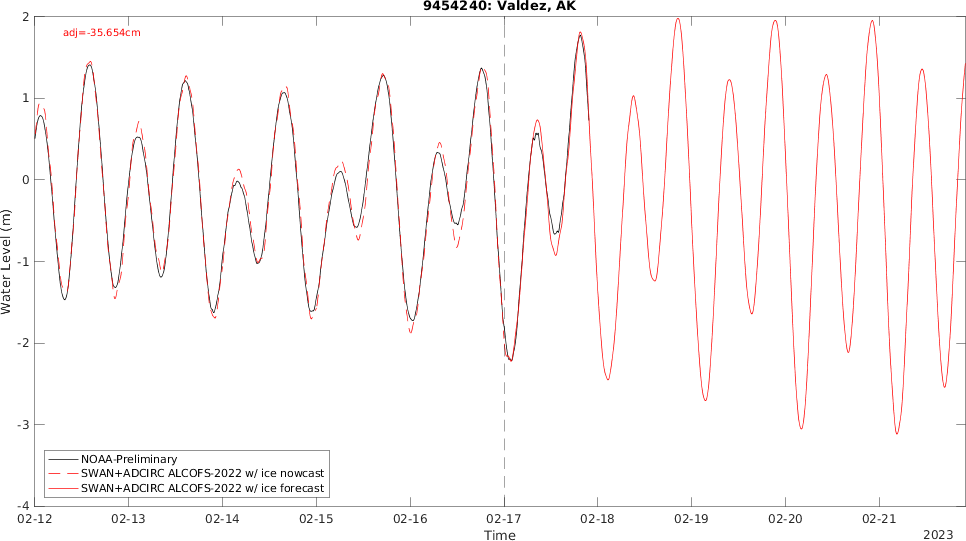 9454240: Valdez, AK
adj=-35.654cm
2
1
0
-1
-2
-3
-4
Water Level (m)
NOAA-Preliminary
SWAN+ADCIRC ALCOFS-2022 w/ ice nowcast
SWAN+ADCIRC ALCOFS-2022 w/ ice forecast
02-12 02-13 02-14 02-15 02-16 02-17 02-18 02-19 02-20 02-21
Time
2023